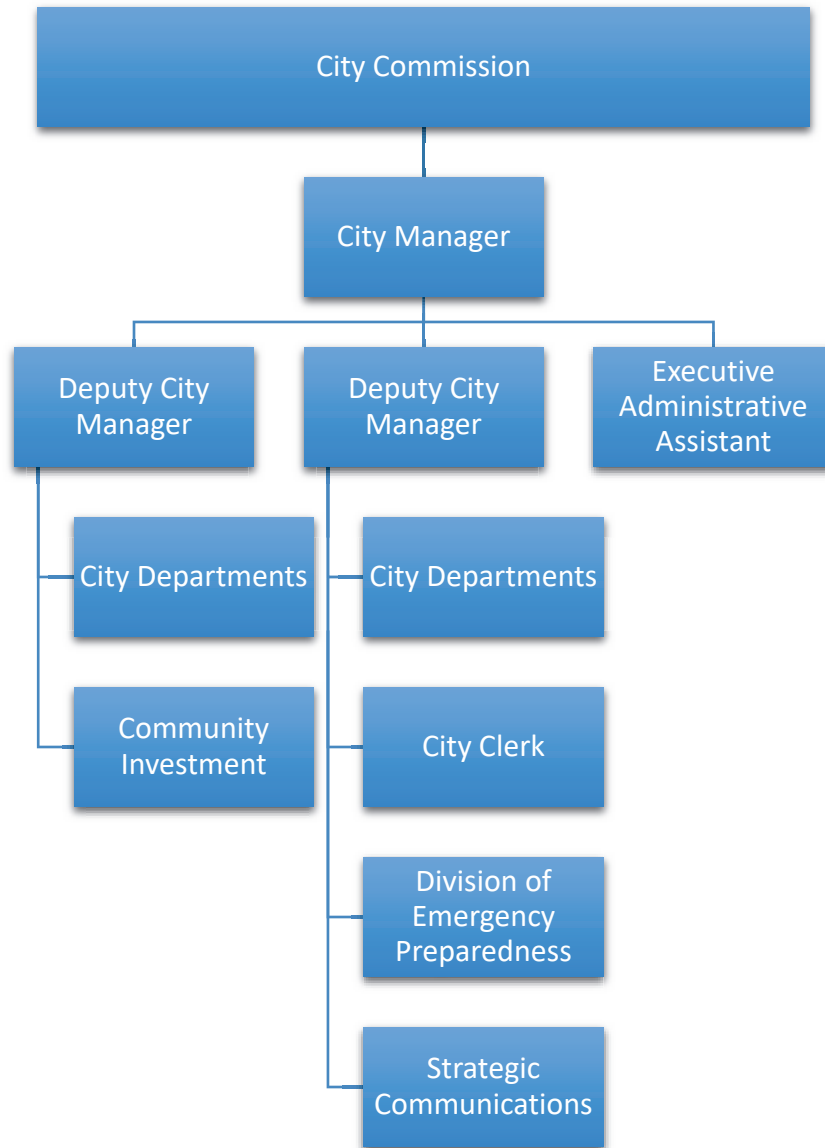 City Commission
City Manager
Deputy City
Manager
Deputy City
Manager
Executive
Administrative
Assistant
City Departments
City Departments
Community
Investment
City Clerk
Division of
Emergency
Preparedness
Strategic
Communications